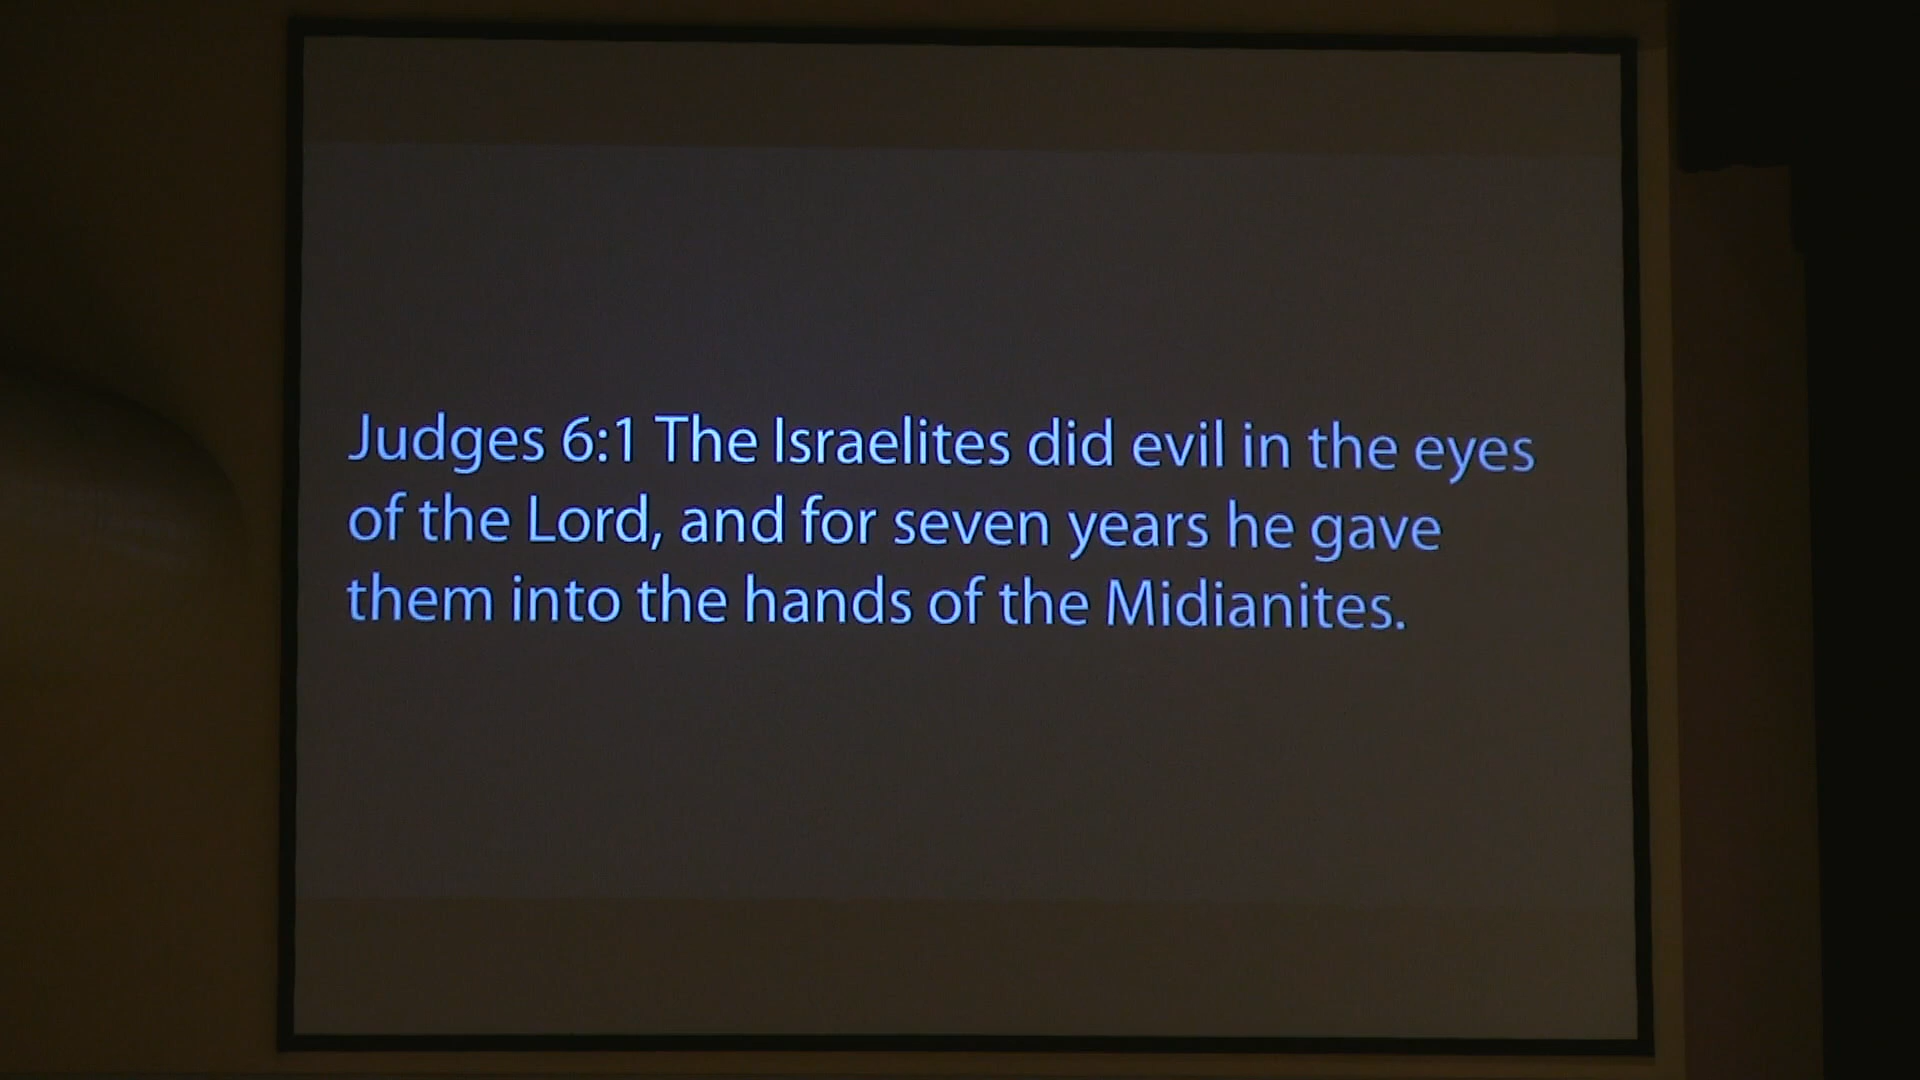 Judges 6:1 The Israelites did evil in the eyes
of the Lord, and for seven years he gave
them into the hands of the Midianites.